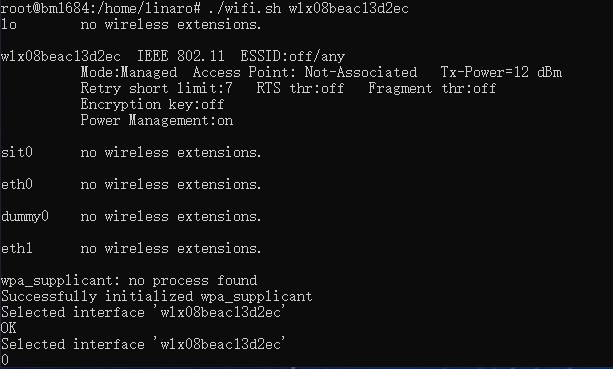 root@bm1684:/home/linaro# ./wifi.sh wlx08beac13d2ec
lo        no wireless extensions.
wlx08beac13d2ec  IEEE 802.11  ESSID:off/any
          Mode:Managed  Access Point: Not-Associated   Tx-Power=12 dBm
          Retry short limit:7   RTS thr:off   Fragment thr:off
          Encryption key:off
          Power Management:on
sit0      no wireless extensions.
eth0      no wireless extensions.
dummy0    no wireless extensions.
eth1      no wireless extensions.
wpa_supplicant: no process found
Successfully initialized wpa_supplicant
Selected interface 'wlx08beac13d2ec'
OK
Selected interface 'wlx08beac13d2ec'
0